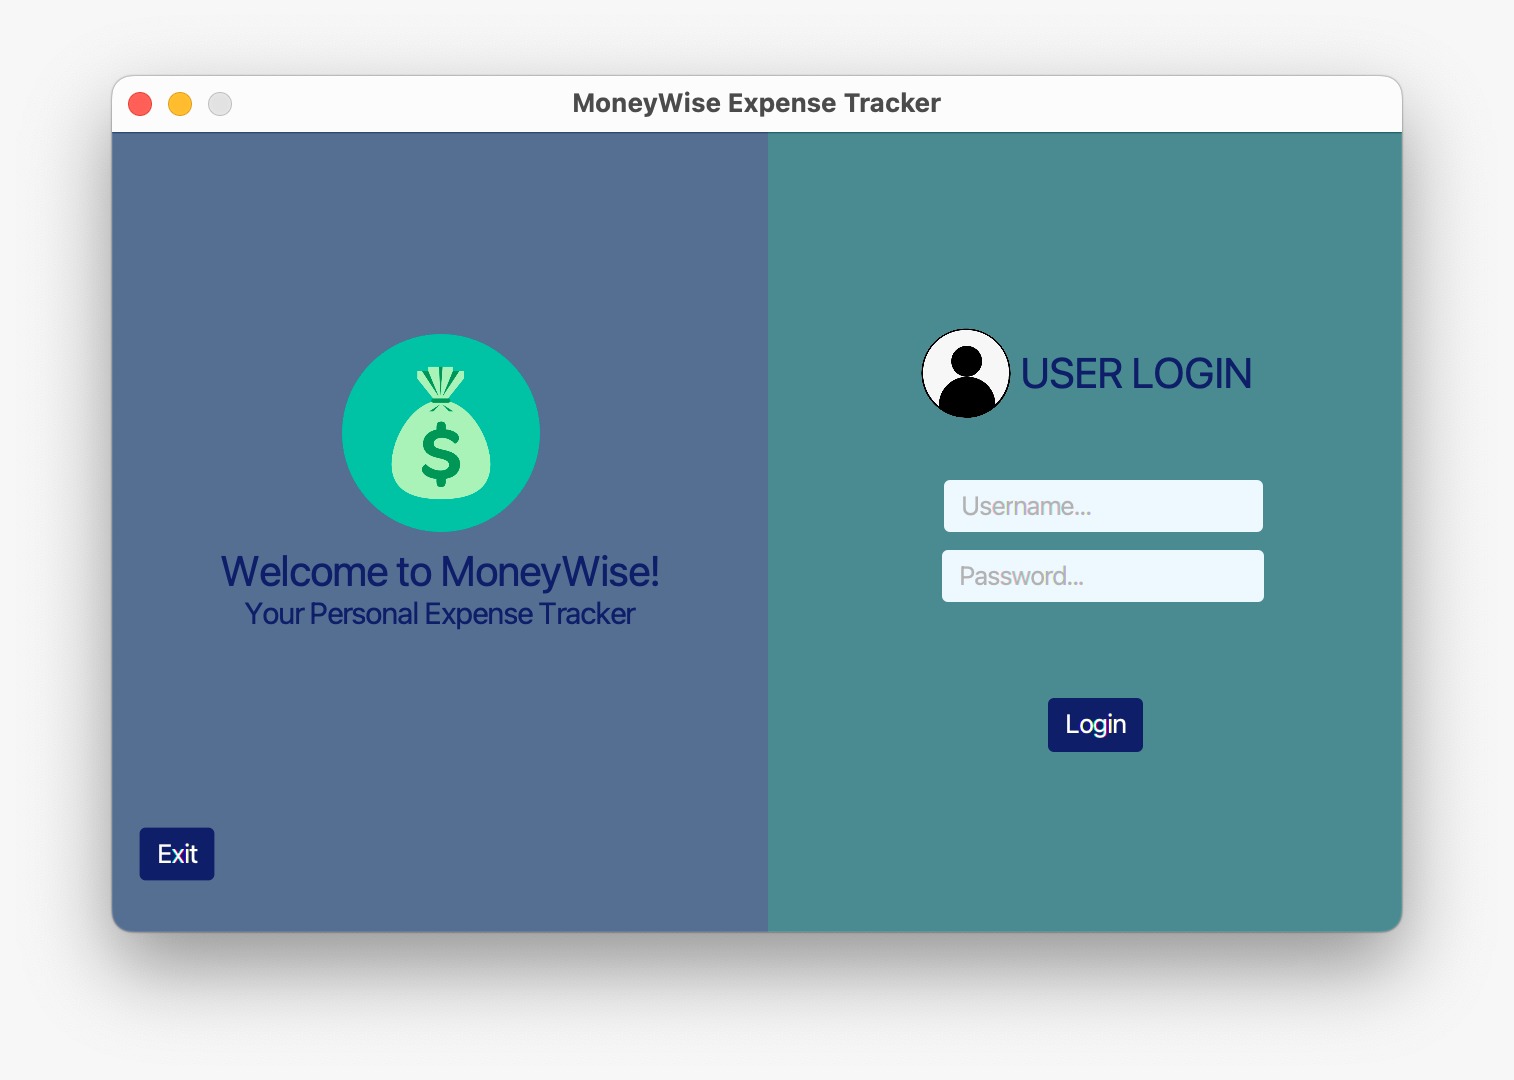 MoneyWise Expense Tracker
$
Welcome to MoneyWise!
Your Personal Expense Tracker
Exit
USER LOGIN
Username...
Password...
Login